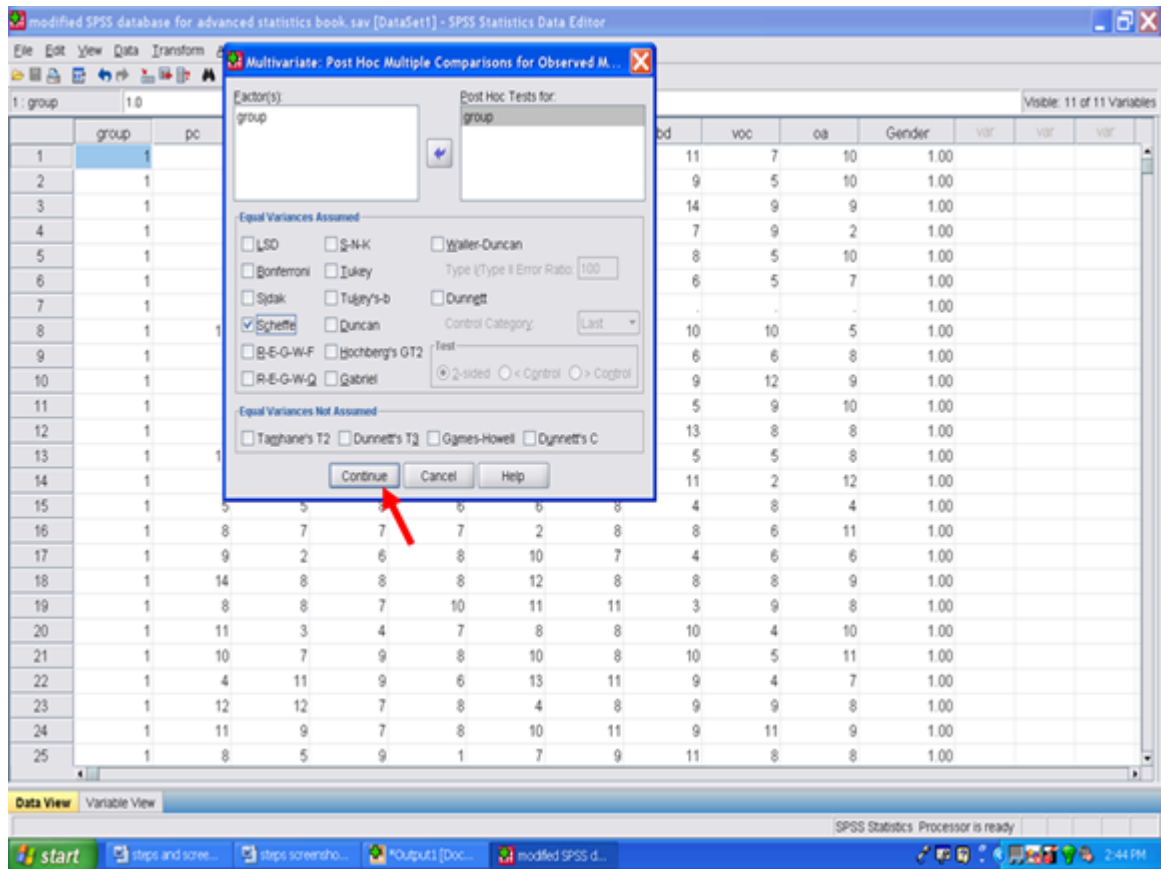 modified SPSS database for advanced statistics book.sav [DataSet1] - SPSS Statistics Data Editor
File Edit View Data Transform
1 : group 1.0 Visible: 11 of 11 Variables
Multivariate: Post Hoc Multiple Comparisons for Observed M...
Factor(s): Post Hoc Tests for:
group group
Equal Variances Assumed
LSD S-N-K Waller-Duncan
Bonferroni Tukey Type I/Type II Error Ratio: 100
Sidak Tukey's-b Dunnett
Scheffe Duncan Control Category: Last
R-E-G-W-F Hochberg's GT2 Test
R-E-G-W-Q Gabriel 2-sided < Control > Control
Equal Variances Not Assumed
Tamhane's T2 Dunnett's T3 Games-Howell Dunnett's C
Continue Cancel Help
group pc bd voc oa Gender var var var
1 1 11 7 10 1.00
2 1 9 5 10 1.00
3 1 14 9 9 1.00
4 1 7 9 2 1.00
5 1 8 5 10 1.00
6 1 6 5 7 1.00
7 1 . . . 1.00
8 1 1 10 10 5 1.00
9 1 6 6 8 1.00
10 1 9 12 9 1.00
11 1 5 9 10 1.00
12 1 13 8 8 1.00
13 1 1 5 5 8 1.00
14 1 11 2 12 1.00
15 1 5 5 8 6 6 8 4 8 4 1.00
16 1 8 7 7 7 2 8 8 6 11 1.00
17 1 9 2 6 8 10 7 4 6 6 1.00
18 1 14 8 8 8 12 8 8 8 9 1.00
19 1 8 8 7 10 11 11 3 9 8 1.00
20 1 11 3 4 7 8 8 10 4 10 1.00
21 1 10 7 9 8 10 8 10 5 11 1.00
22 1 4 11 9 6 13 11 9 4 7 1.00
23 1 12 12 7 8 4 8 9 9 8 1.00
24 1 11 9 7 8 10 11 9 11 9 1.00
25 1 8 5 9 1 7 9 11 8 8 1.00
Data View Variable View
SPSS Statistics Processor is ready
start steps and scree... steps screensho... *Output1 [Doc... modified SPSS d... 2:44 PM